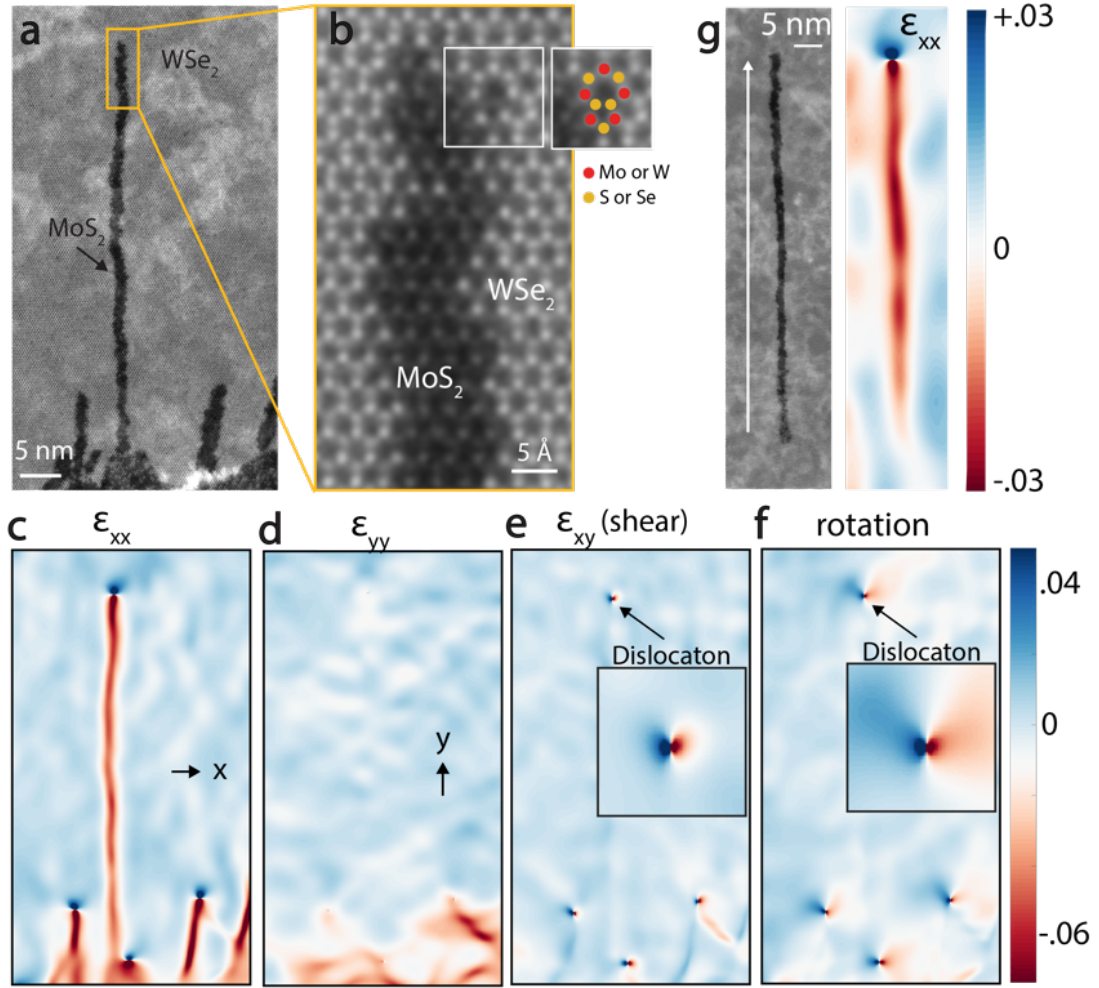 a
WSe2
MoS2
5 nm
b
Mo or W
S or Se
WSe2
MoS2
5 Å
g
5 nm
εxx
+.03
0
-.03
c
εxx
x
d
εyy
y
e
εxy (shear)
Dislocaton
f
rotation
Dislocaton
.04
0
-.06